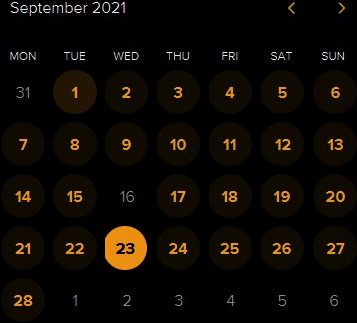 September 2021 < >
MON TUE WED THU FRI SAT SUN
31 1 2 3 4 5 6
7 8 9 10 11 12 13
14 15 16 17 18 19 20
21 22 23 24 25 26 27
28 1 2 3 4 5 6